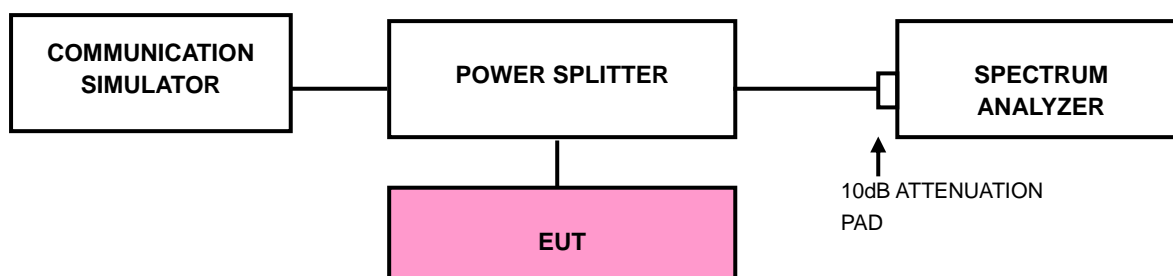 COMMUNICATION
SIMULATOR
POWER SPLITTER
SPECTRUM
ANALYZER
10dB ATTENUATION
PAD
EUT